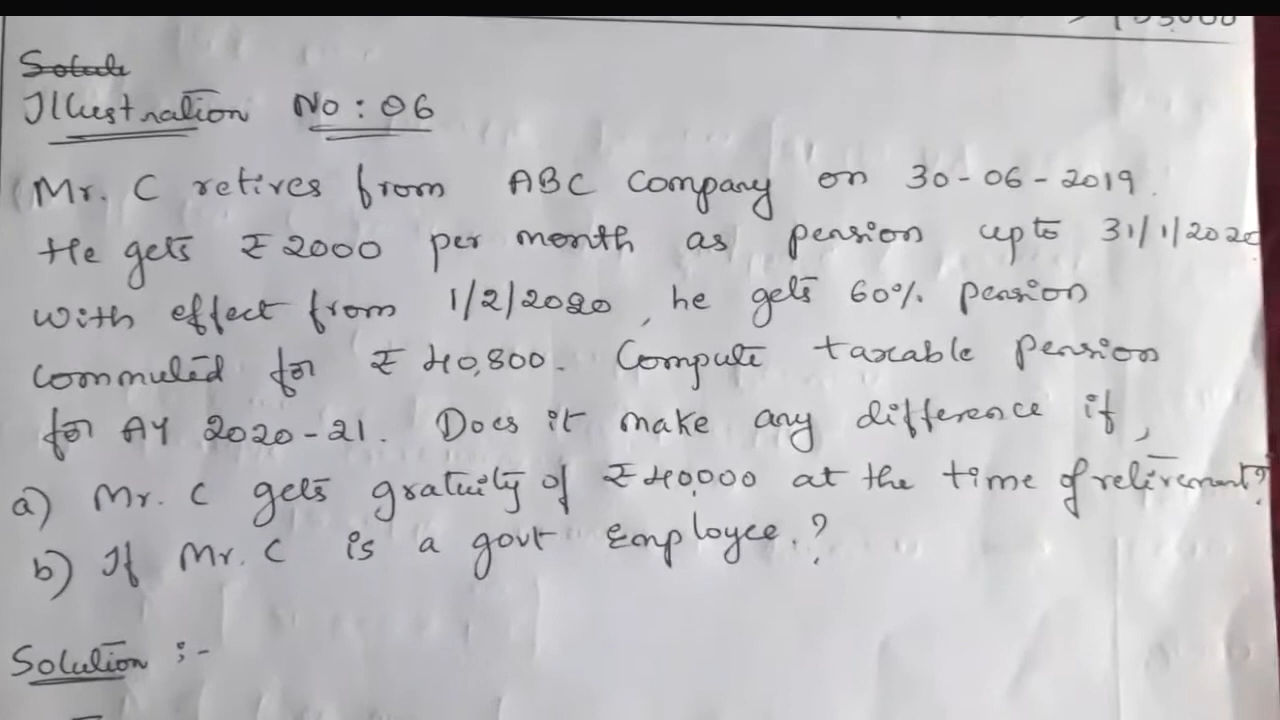 Solut
Illustration No : 06
Mr. C retires from ABC Company on 30-06-2019.
He gets ₹ 2000 per month as pension upto 31/1/2020
with effect from 1/2/2020, he gets 60% pension
commuted for ₹ 40,800. Compute taxable pension
for AY 2020-21. Does it make any difference if,
a) Mr. C gets gratuity of ₹ 40,000 at the time of retirement?
b) If Mr. C is a govt employee.?
Solution :-